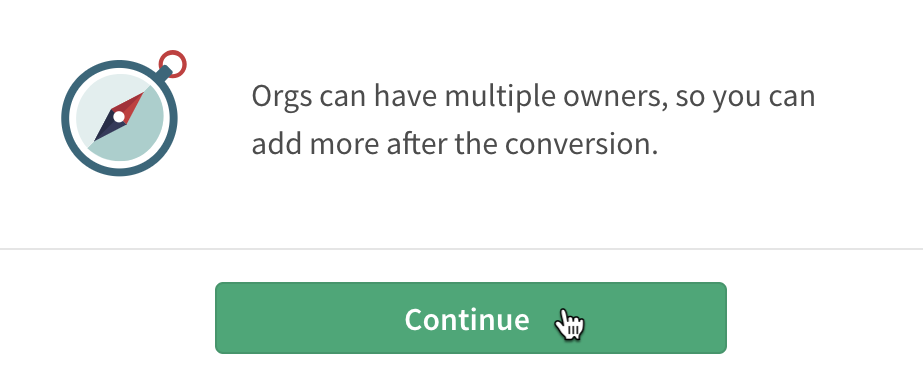 Orgs can have multiple owners, so you can
add more after the conversion.
Continue